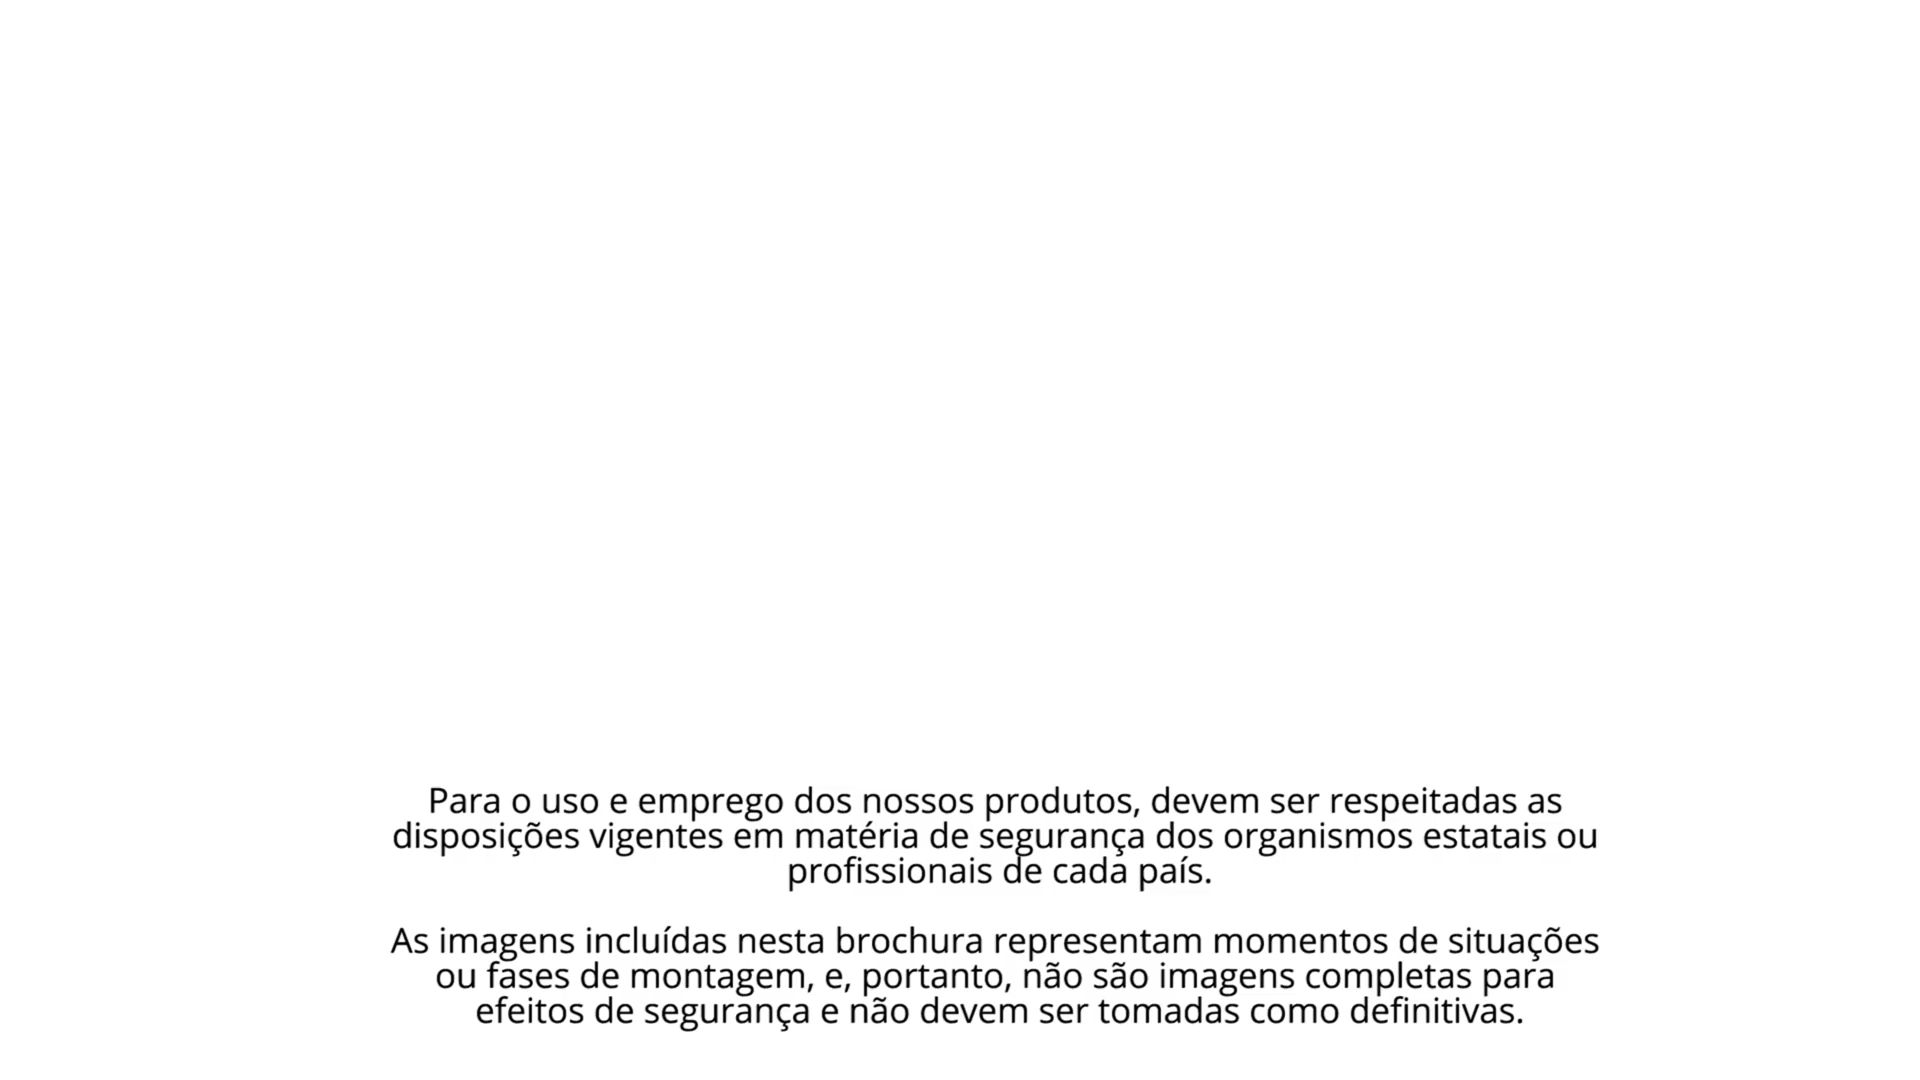 Para o uso e emprego dos nossos produtos, devem ser respeitadas as
disposições vigentes em matéria de segurança dos organismos estatais ou
profissionais de cada país.
As imagens incluídas nesta brochura representam momentos de situações
ou fases de montagem, e, portanto, não são imagens completas para
efeitos de segurança e não devem ser tomadas como definitivas.